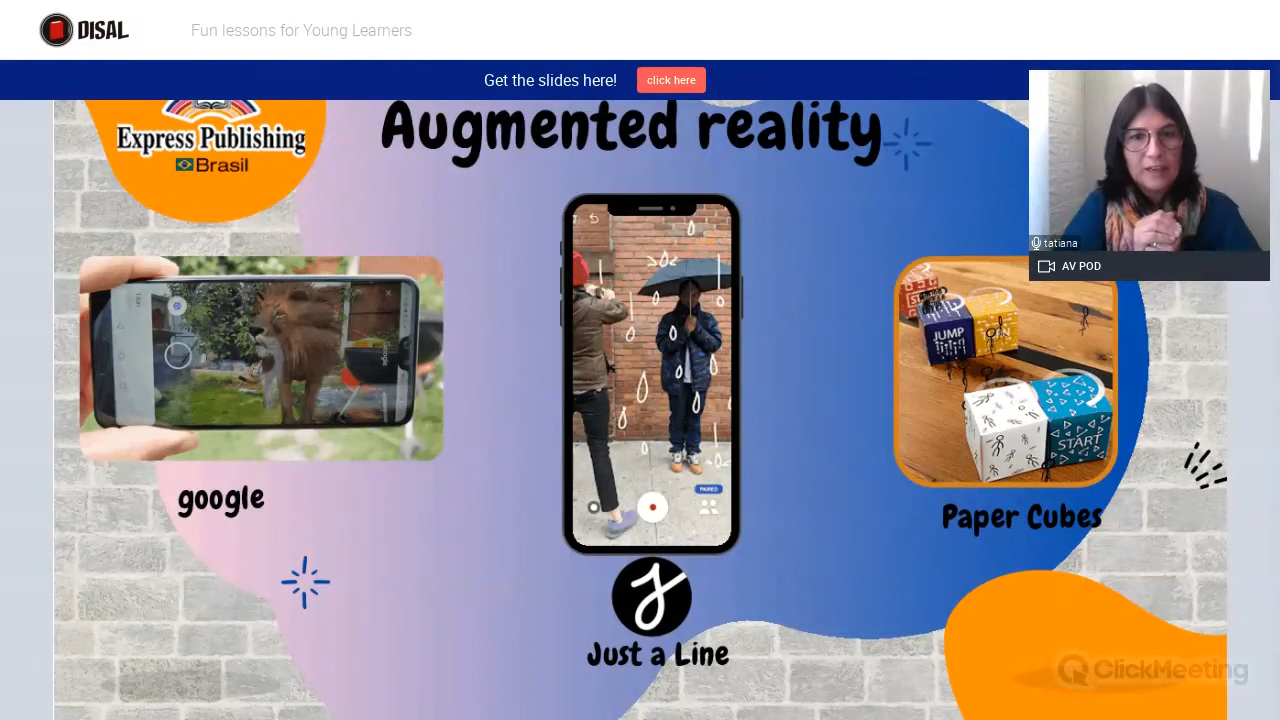 DISAL
Fun lessons for Young Learners
Get the slides here!
click here
Express Publishing
Brasil
Augmented reality
tatiana
AV POD
google
PAIRED
Just a Line
JUMP
START
Paper Cubes
ClickMeeting